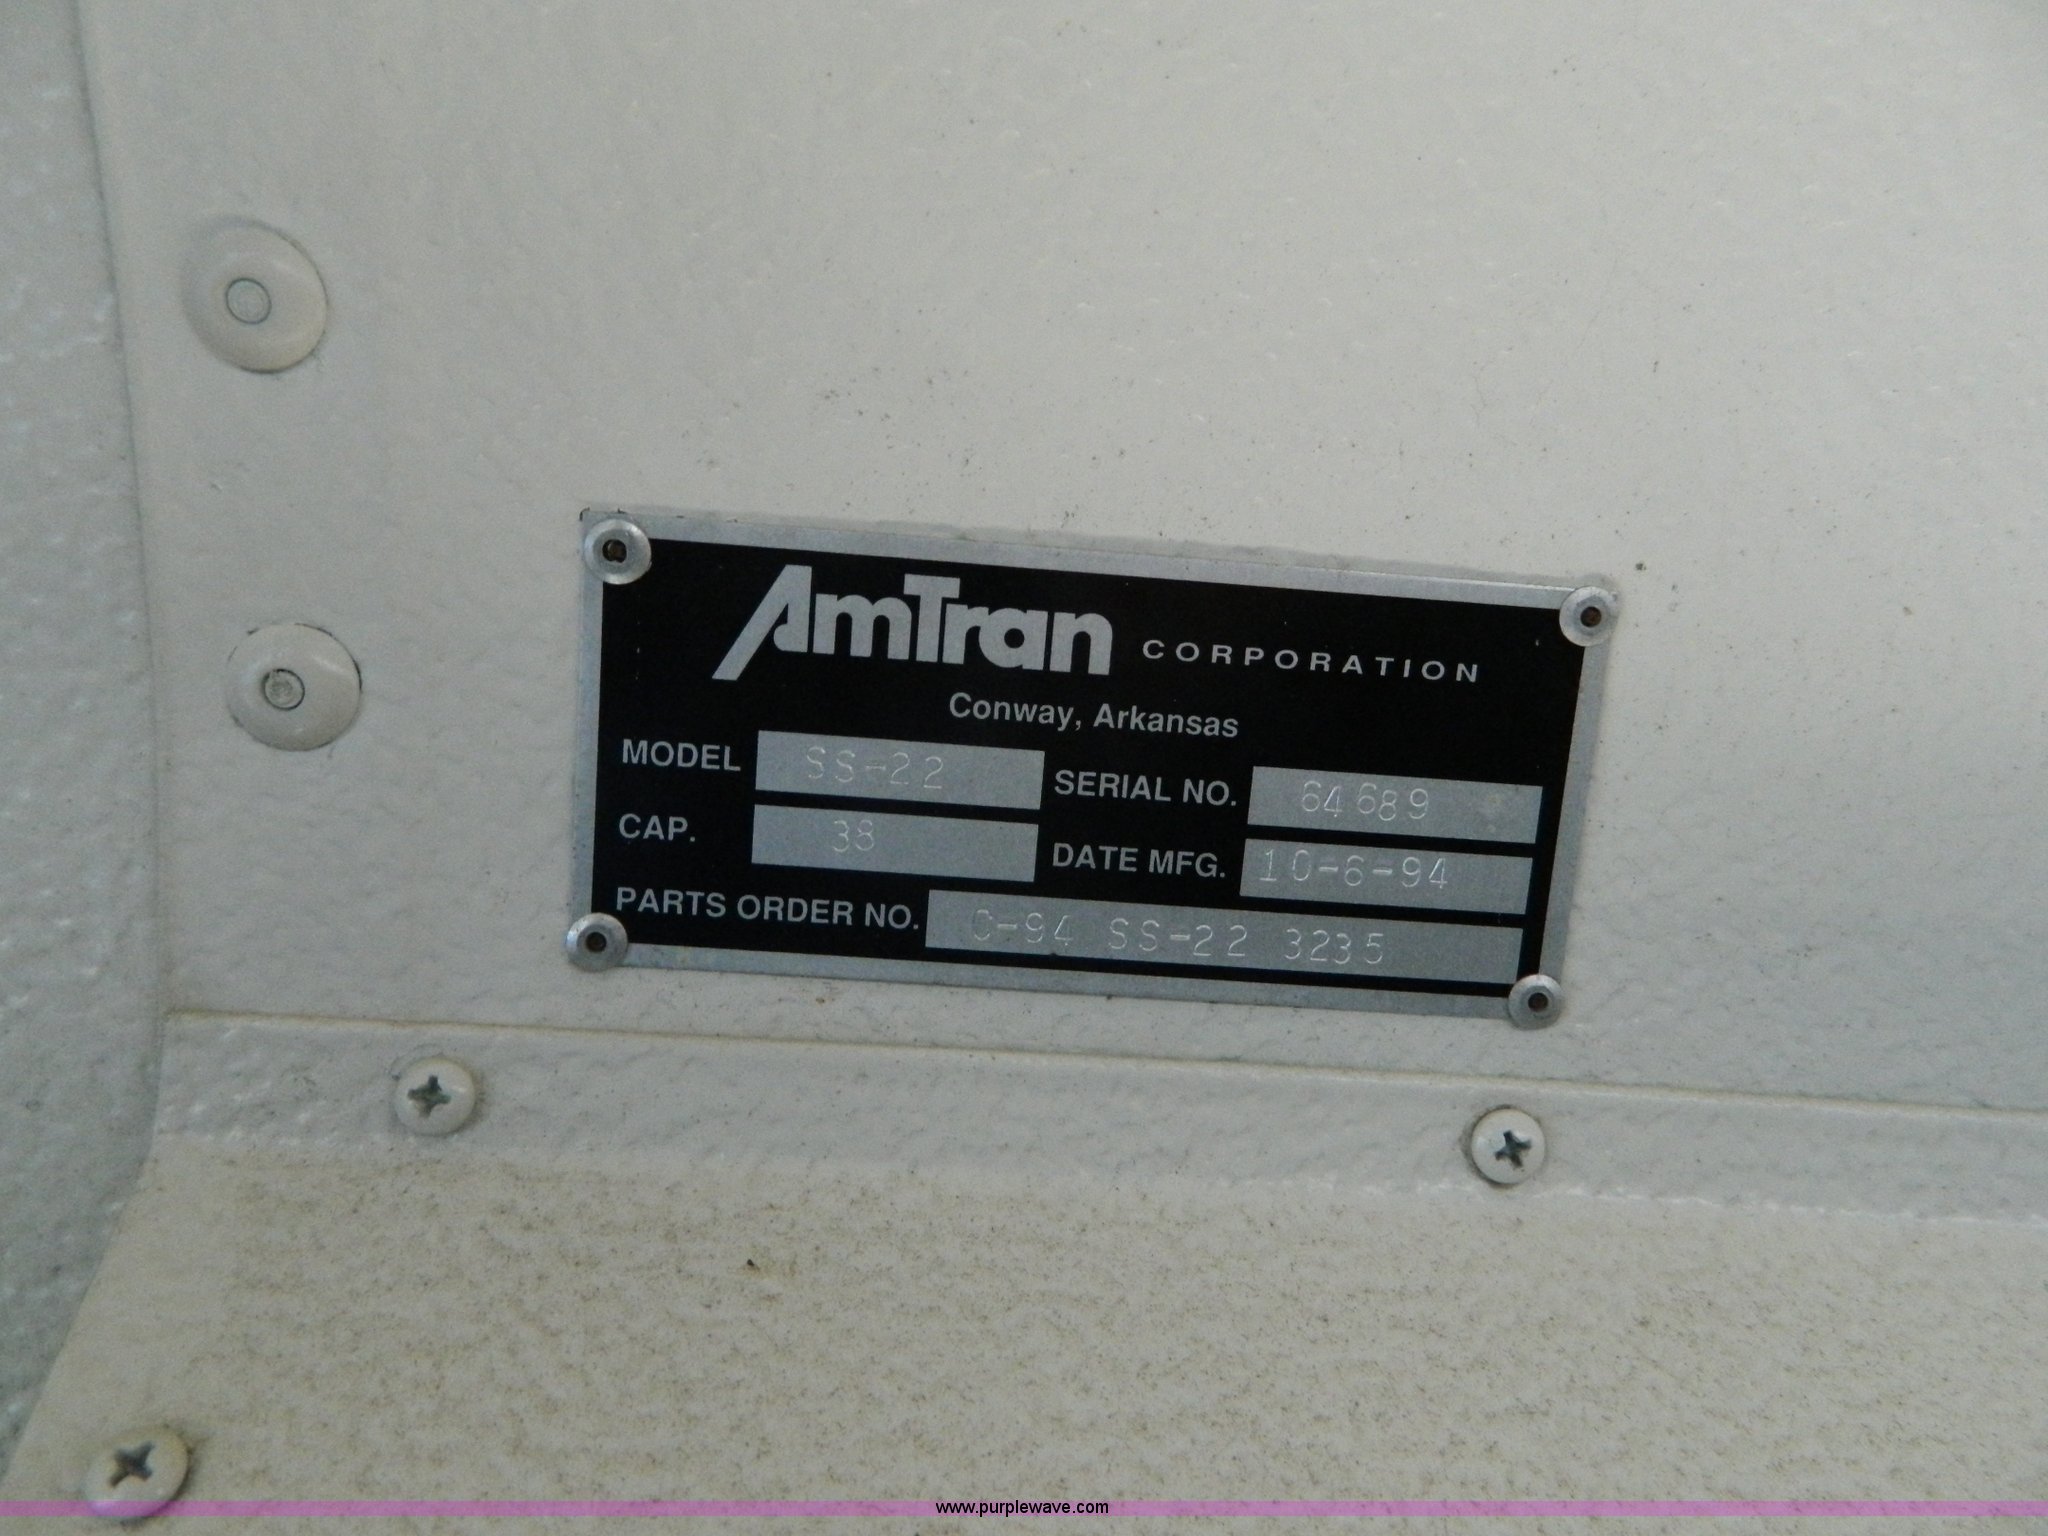 AmTran CORPORATION
Conway, Arkansas
MODEL SS-22 SERIAL NO. 64689
CAP. 38 DATE MFG. 10-6-94
PARTS ORDER NO. C-94 SS-22 3235
www.purplewave.com